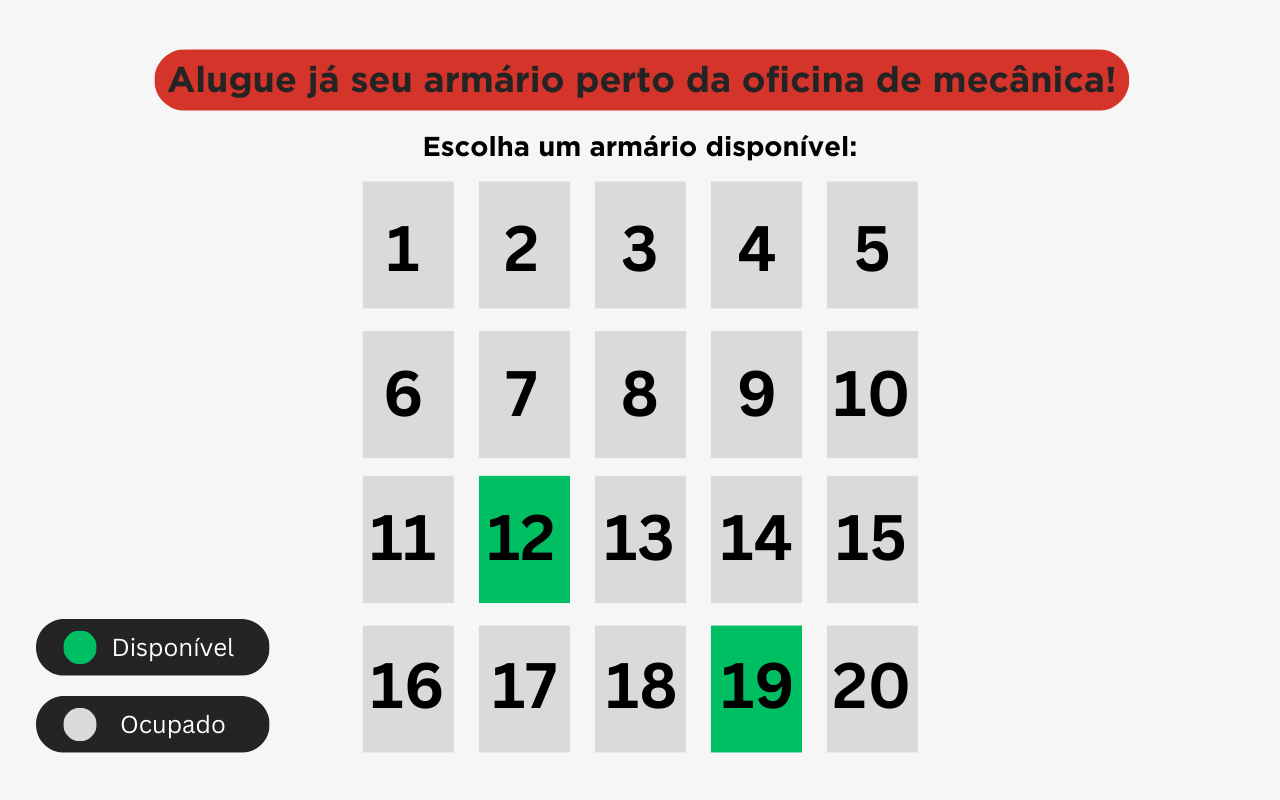 Alugue já seu armário perto da oficina de mecânica!
Escolha um armário disponível:
1 2 3 4 5
6 7 8 9 10
11 12 13 14 15
16 17 18 19 20
Disponível
Ocupado